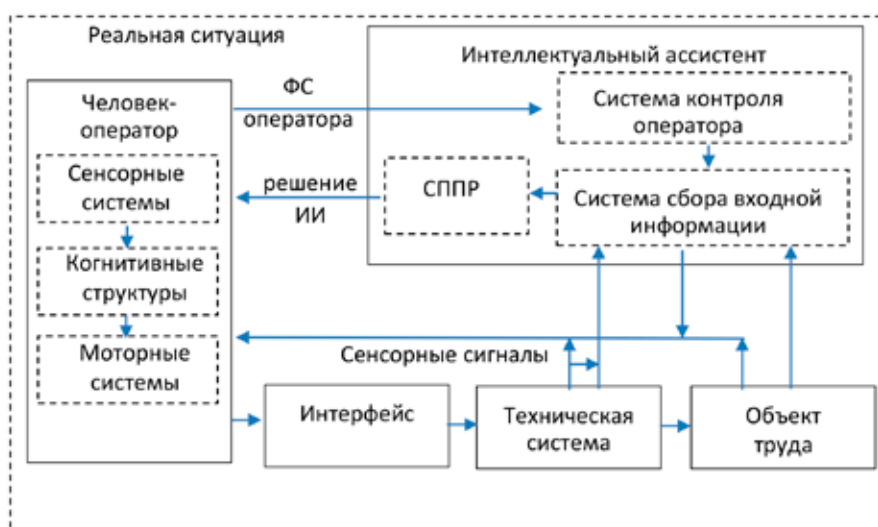 Реальная ситуация
Интеллектуальный ассистент
Человек-
оператор
ФС
оператора
Система контроля
оператора
Сенсорные
системы
решение
ИИ
СППР
Система сбора входной
информации
Когнитивные
структуры
Моторные
системы
Сенсорные сигналы
Интерфейс
Техническая
система
Объект
труда